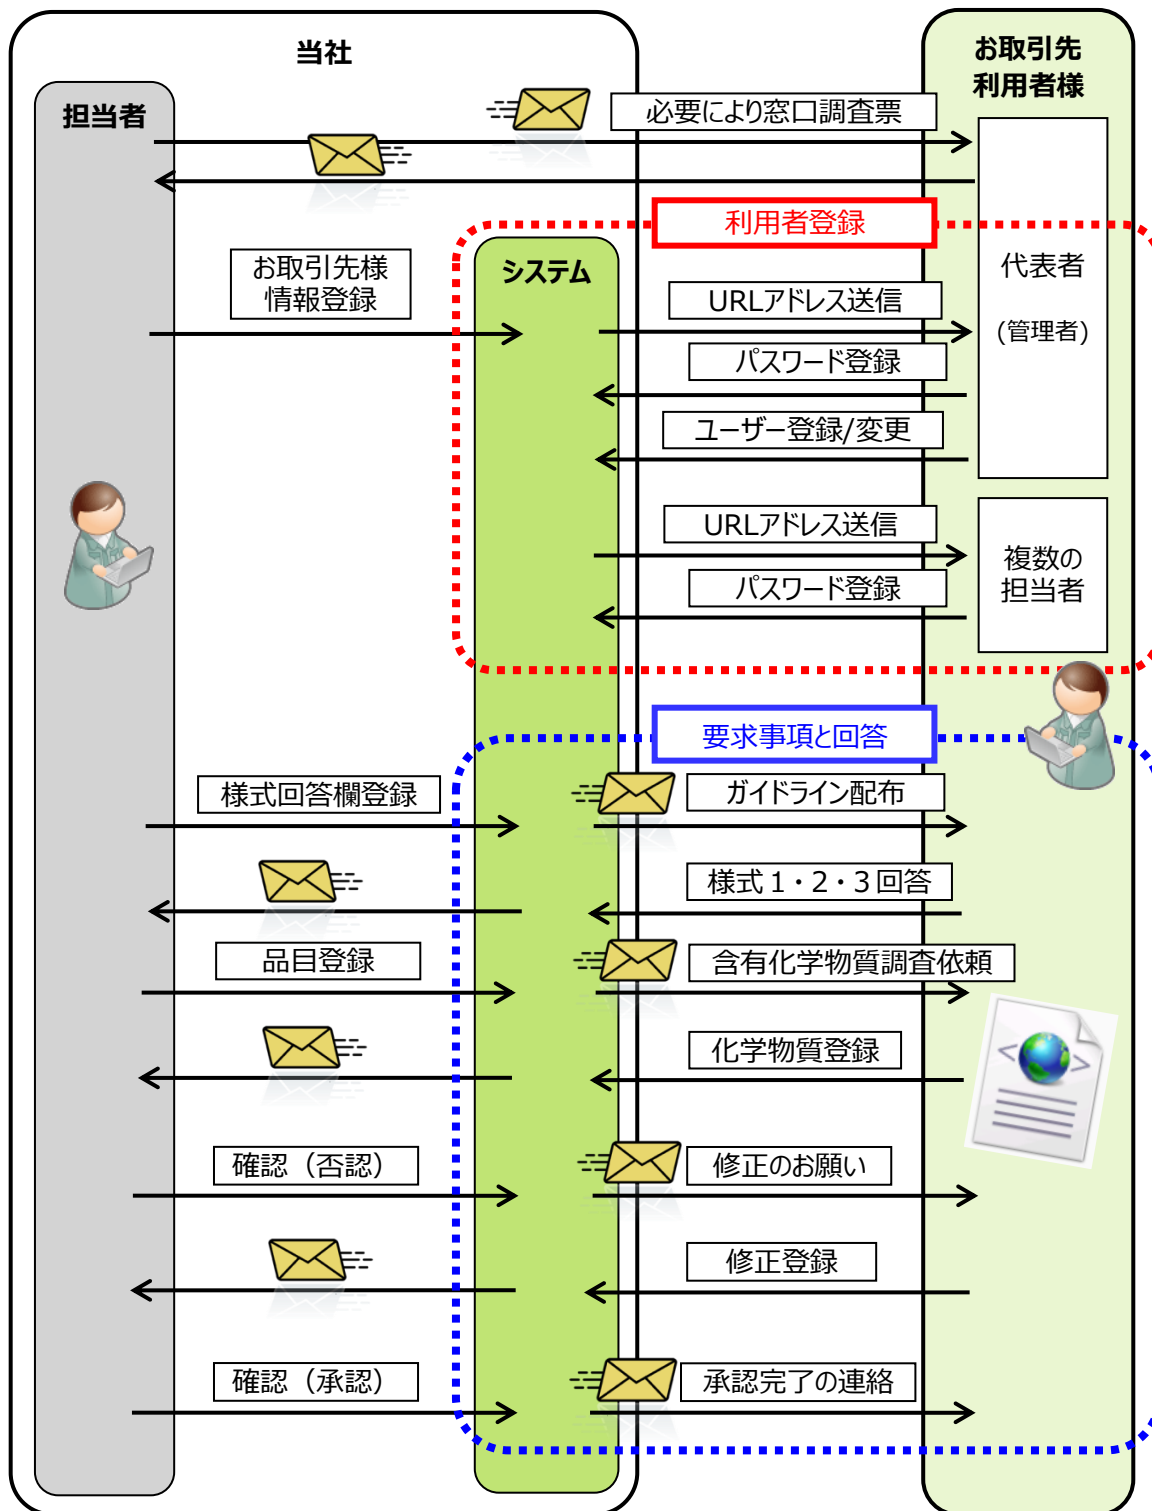 当社
お取引先
利用者様
担当者
必要により窓口調査票
利用者登録
代表者
(管理者)
お取引先様
情報登録
システム
URLアドレス送信
パスワード登録
ユーザー登録/変更
URLアドレス送信
パスワード登録
複数の
担当者
要求事項と回答
様式回答欄登録
ガイドライン配布
様式1・2・3回答
品目登録
含有化学物質調査依頼
化学物質登録
確認（否認）
修正のお願い
修正登録
確認（承認）
承認完了の連絡